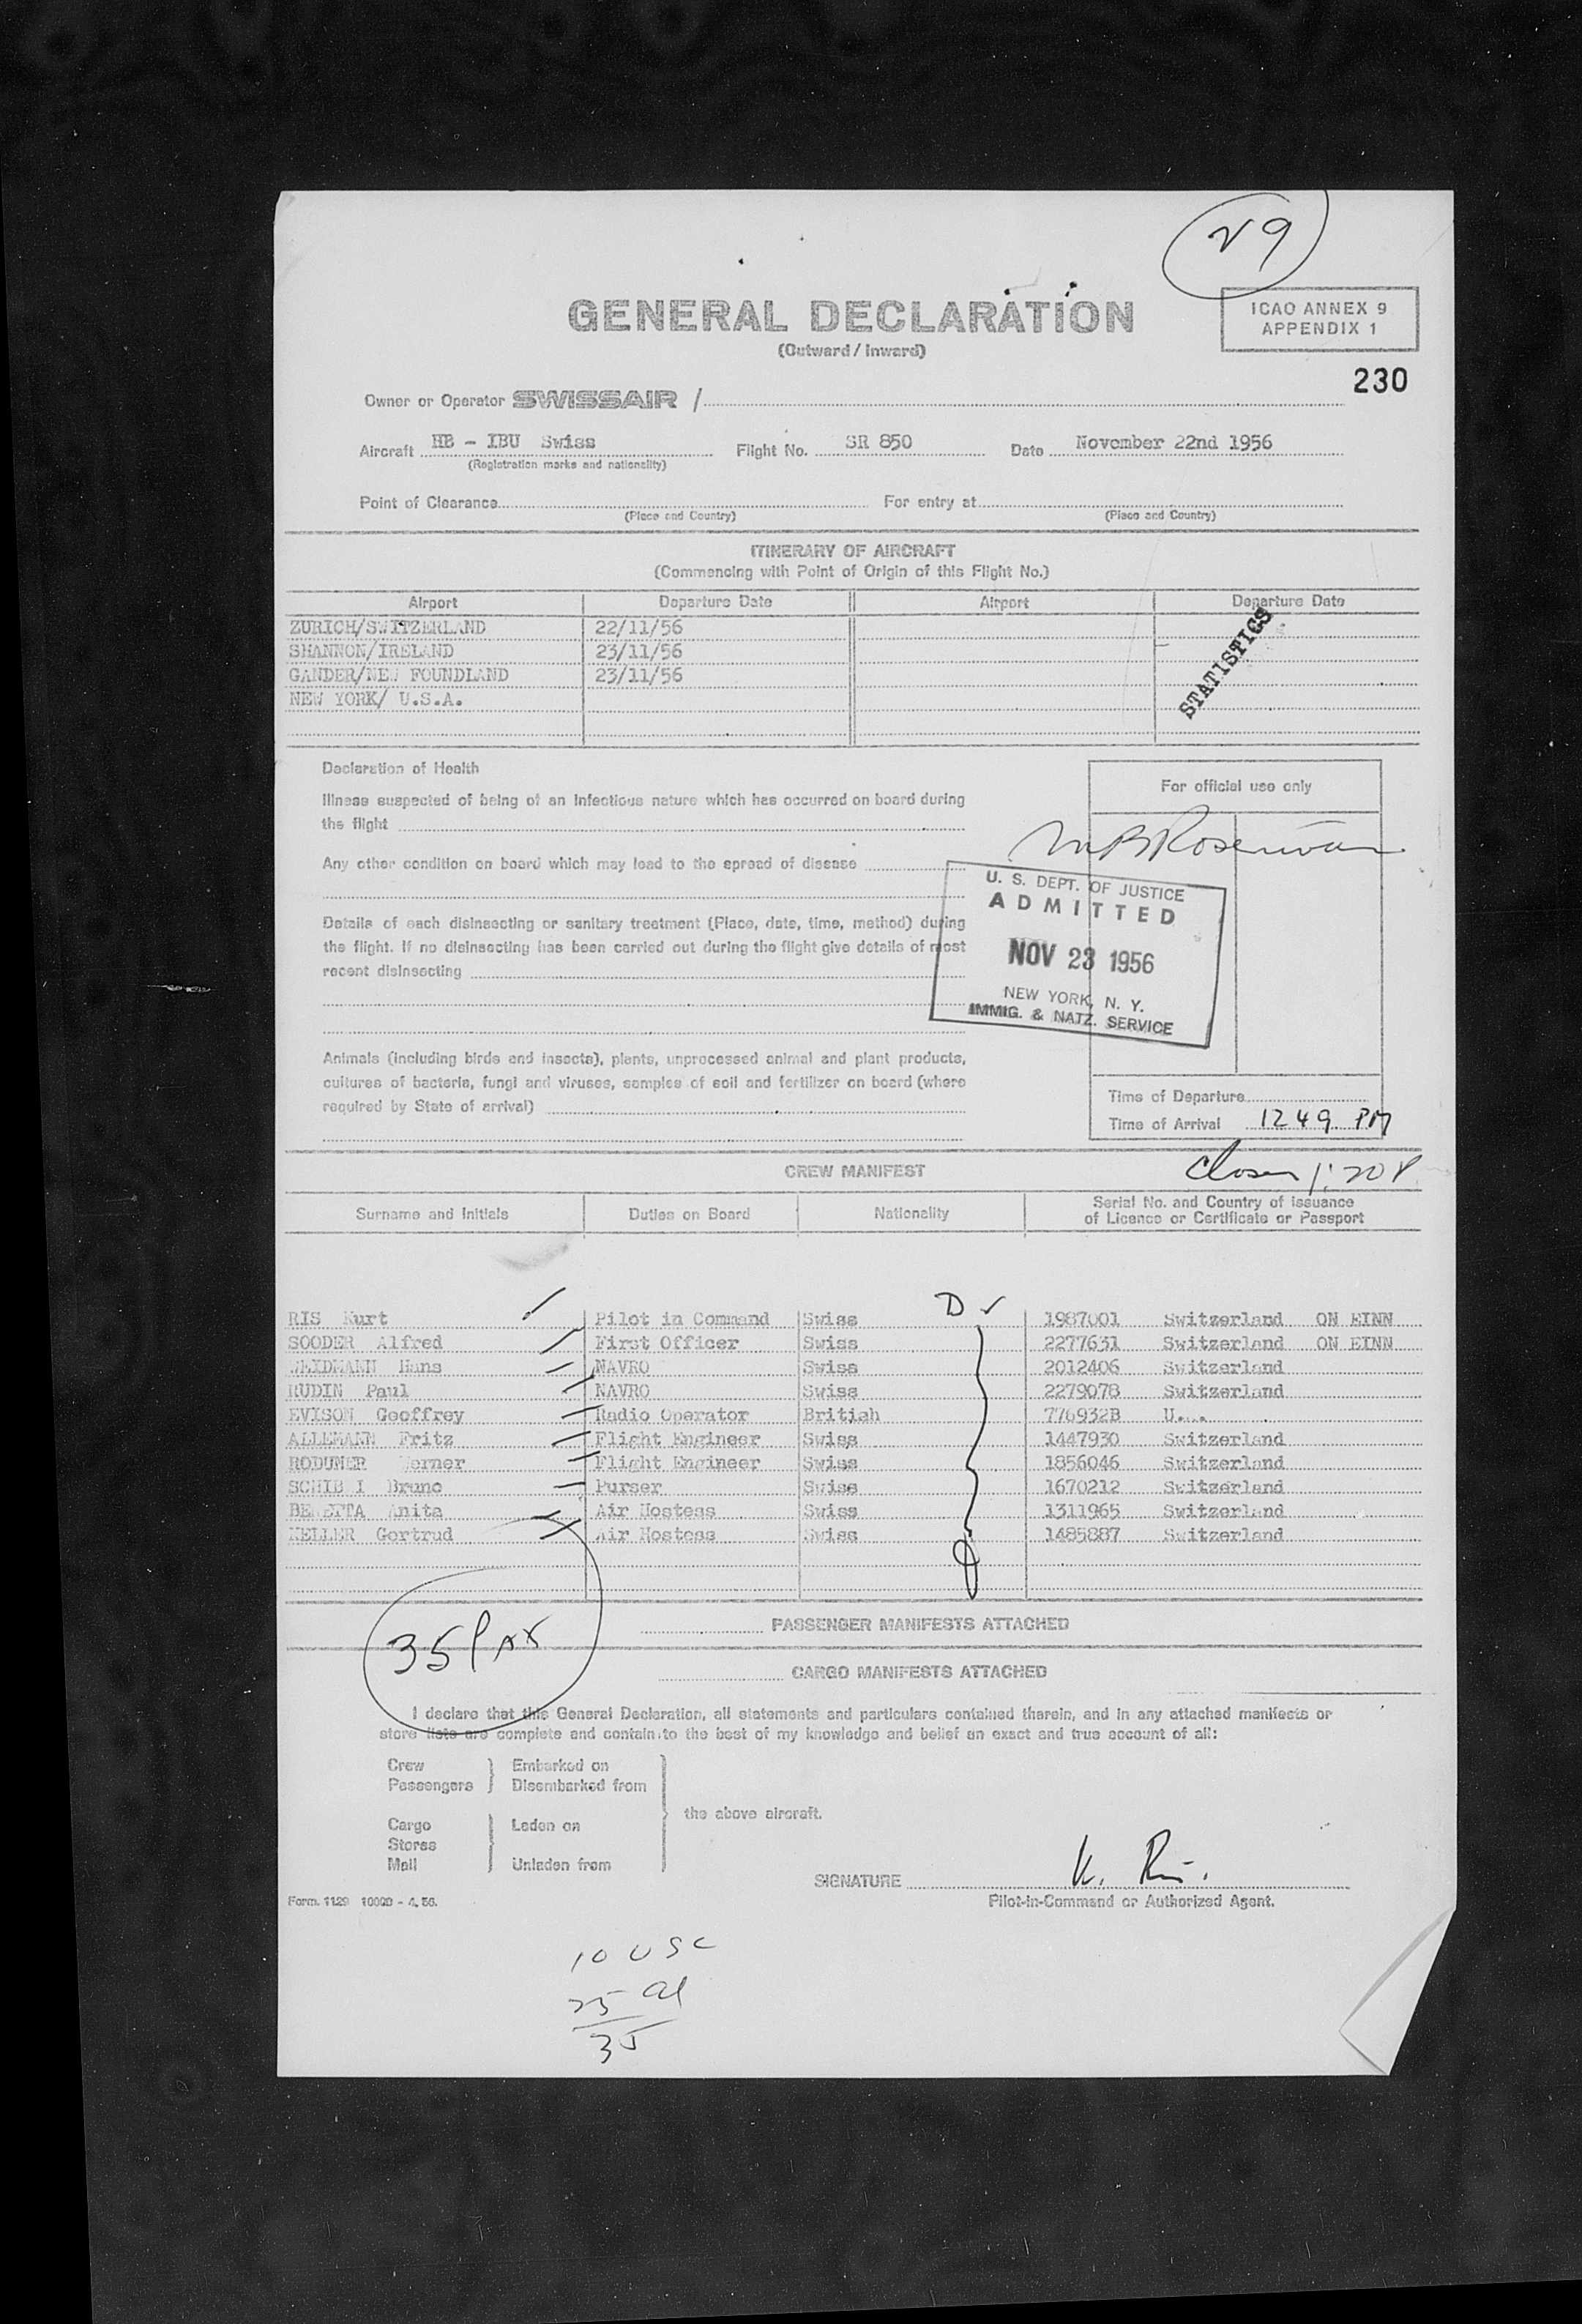 29
GENERAL DECLARATION
(Outward / Inward)
ICAO ANNEX 9
APPENDIX 1
230
Owner or Operator SWISSAIR /
Aircraft HB - IBU Swiss Flight No. SR 850 Date November 22nd 1956
(Registration marks and nationality)
Point of Clearance For entry at
(Place and Country) (Place and Country)
ITINERARY OF AIRCRAFT
(Commencing with Point of Origin of this Flight No.)
Airport Departure Date Airport Departure Date
ZURICH/SWITZERLAND 22/11/56
SHANNON/IRELAND 23/11/56
GANDER/NEW FOUNDLAND 23/11/56
NEW YORK/ U.S.A.
STATISTICS
Declaration of Health
Illness suspected of being of an infectious nature which has occurred on board during
the flight
Any other condition on board which may lead to the spread of disease
Details of each disinsecting or sanitary treatment (Place, date, time, method) during
the flight. If no disinsecting has been carried out during the flight give details of most
recent disinsecting
Animals (including birds and insects), plants, unprocessed animal and plant products,
cultures of bacteria, fungi and viruses, samples of soil and fertilizer on board (where
required by State of arrival)
For official use only
U. S. DEPT. OF JUSTICE
ADMITTED
NOV 23 1956
NEW YORK, N. Y.
IMMIG. & NATZ. SERVICE
Time of Departure
Time of Arrival 1249 PM
1:20 P
CREW MANIFEST
Surname and Initials Duties on Board Nationality Serial No. and Country of issuance
of Licence or Certificate or Passport
RIS Kurt Pilot in Command Swiss D 1987001 Switzerland ON EINN
SOODER Alfred First Officer Swiss 2277631 Switzerland ON EINN
WEIDMANN Hans NAVRO Swiss 2012406 Switzerland
RUDIN Paul NAVRO Swiss 2279078 Switzerland
EVISON Geoffrey Radio Operator British 776932B
ALLEMANN Fritz Flight Engineer Swiss 1447930 Switzerland
RODUNER Werner Flight Engineer Swiss 1856046 Switzerland
Bruno Purser Swiss 1670212 Switzerland
Anita Air Hostess Swiss 1311965 Switzerland
KELLER Gertrud Air Hostess Swiss 1485887 Switzerland
35 Pax
PASSENGER MANIFESTS ATTACHED
CARGO MANIFESTS ATTACHED
I declare that this General Declaration, all statements and particulars contained therein, and in any attached manifests or
store lists are complete and contain to the best of my knowledge and belief an exact and true account of all:
Crew Embarked on
Passengers Disembarked from
the above aircraft.
Cargo Laden on
Stores
Mail Unladen from
SIGNATURE K. Ris.
Pilot-in-Command or Authorized Agent.
Form. 1129 10000 - 4. 56.
10 USC
25 al
35